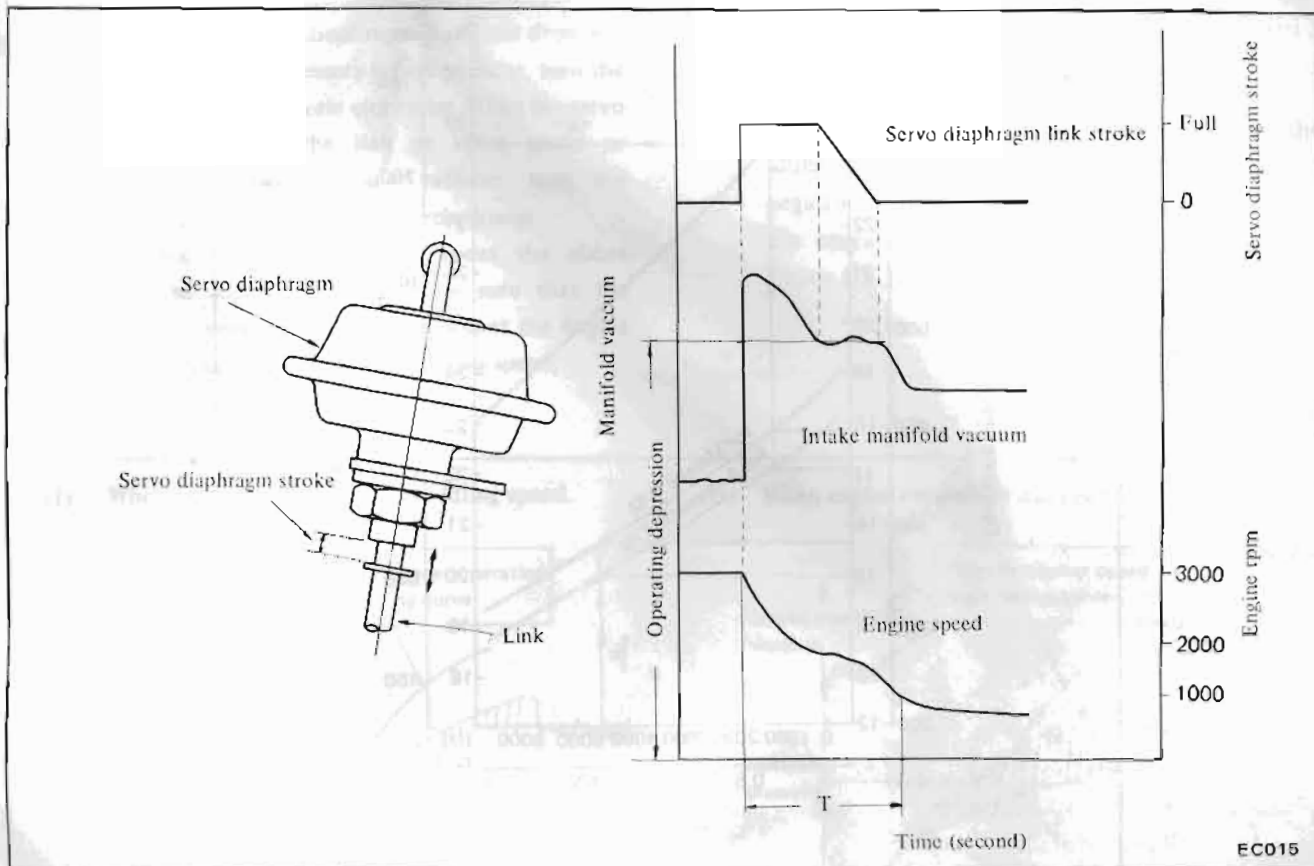 Servo diaphragm
Servo diaphragm stroke
Link
Servo diaphragm link stroke
Full
0
Servo diaphragm stroke
Manifold vaccum
Intake manifold vacuum
Operating depression
Engine speed
3000
2000
1000
Engine rpm
T
Time (second)
EC015